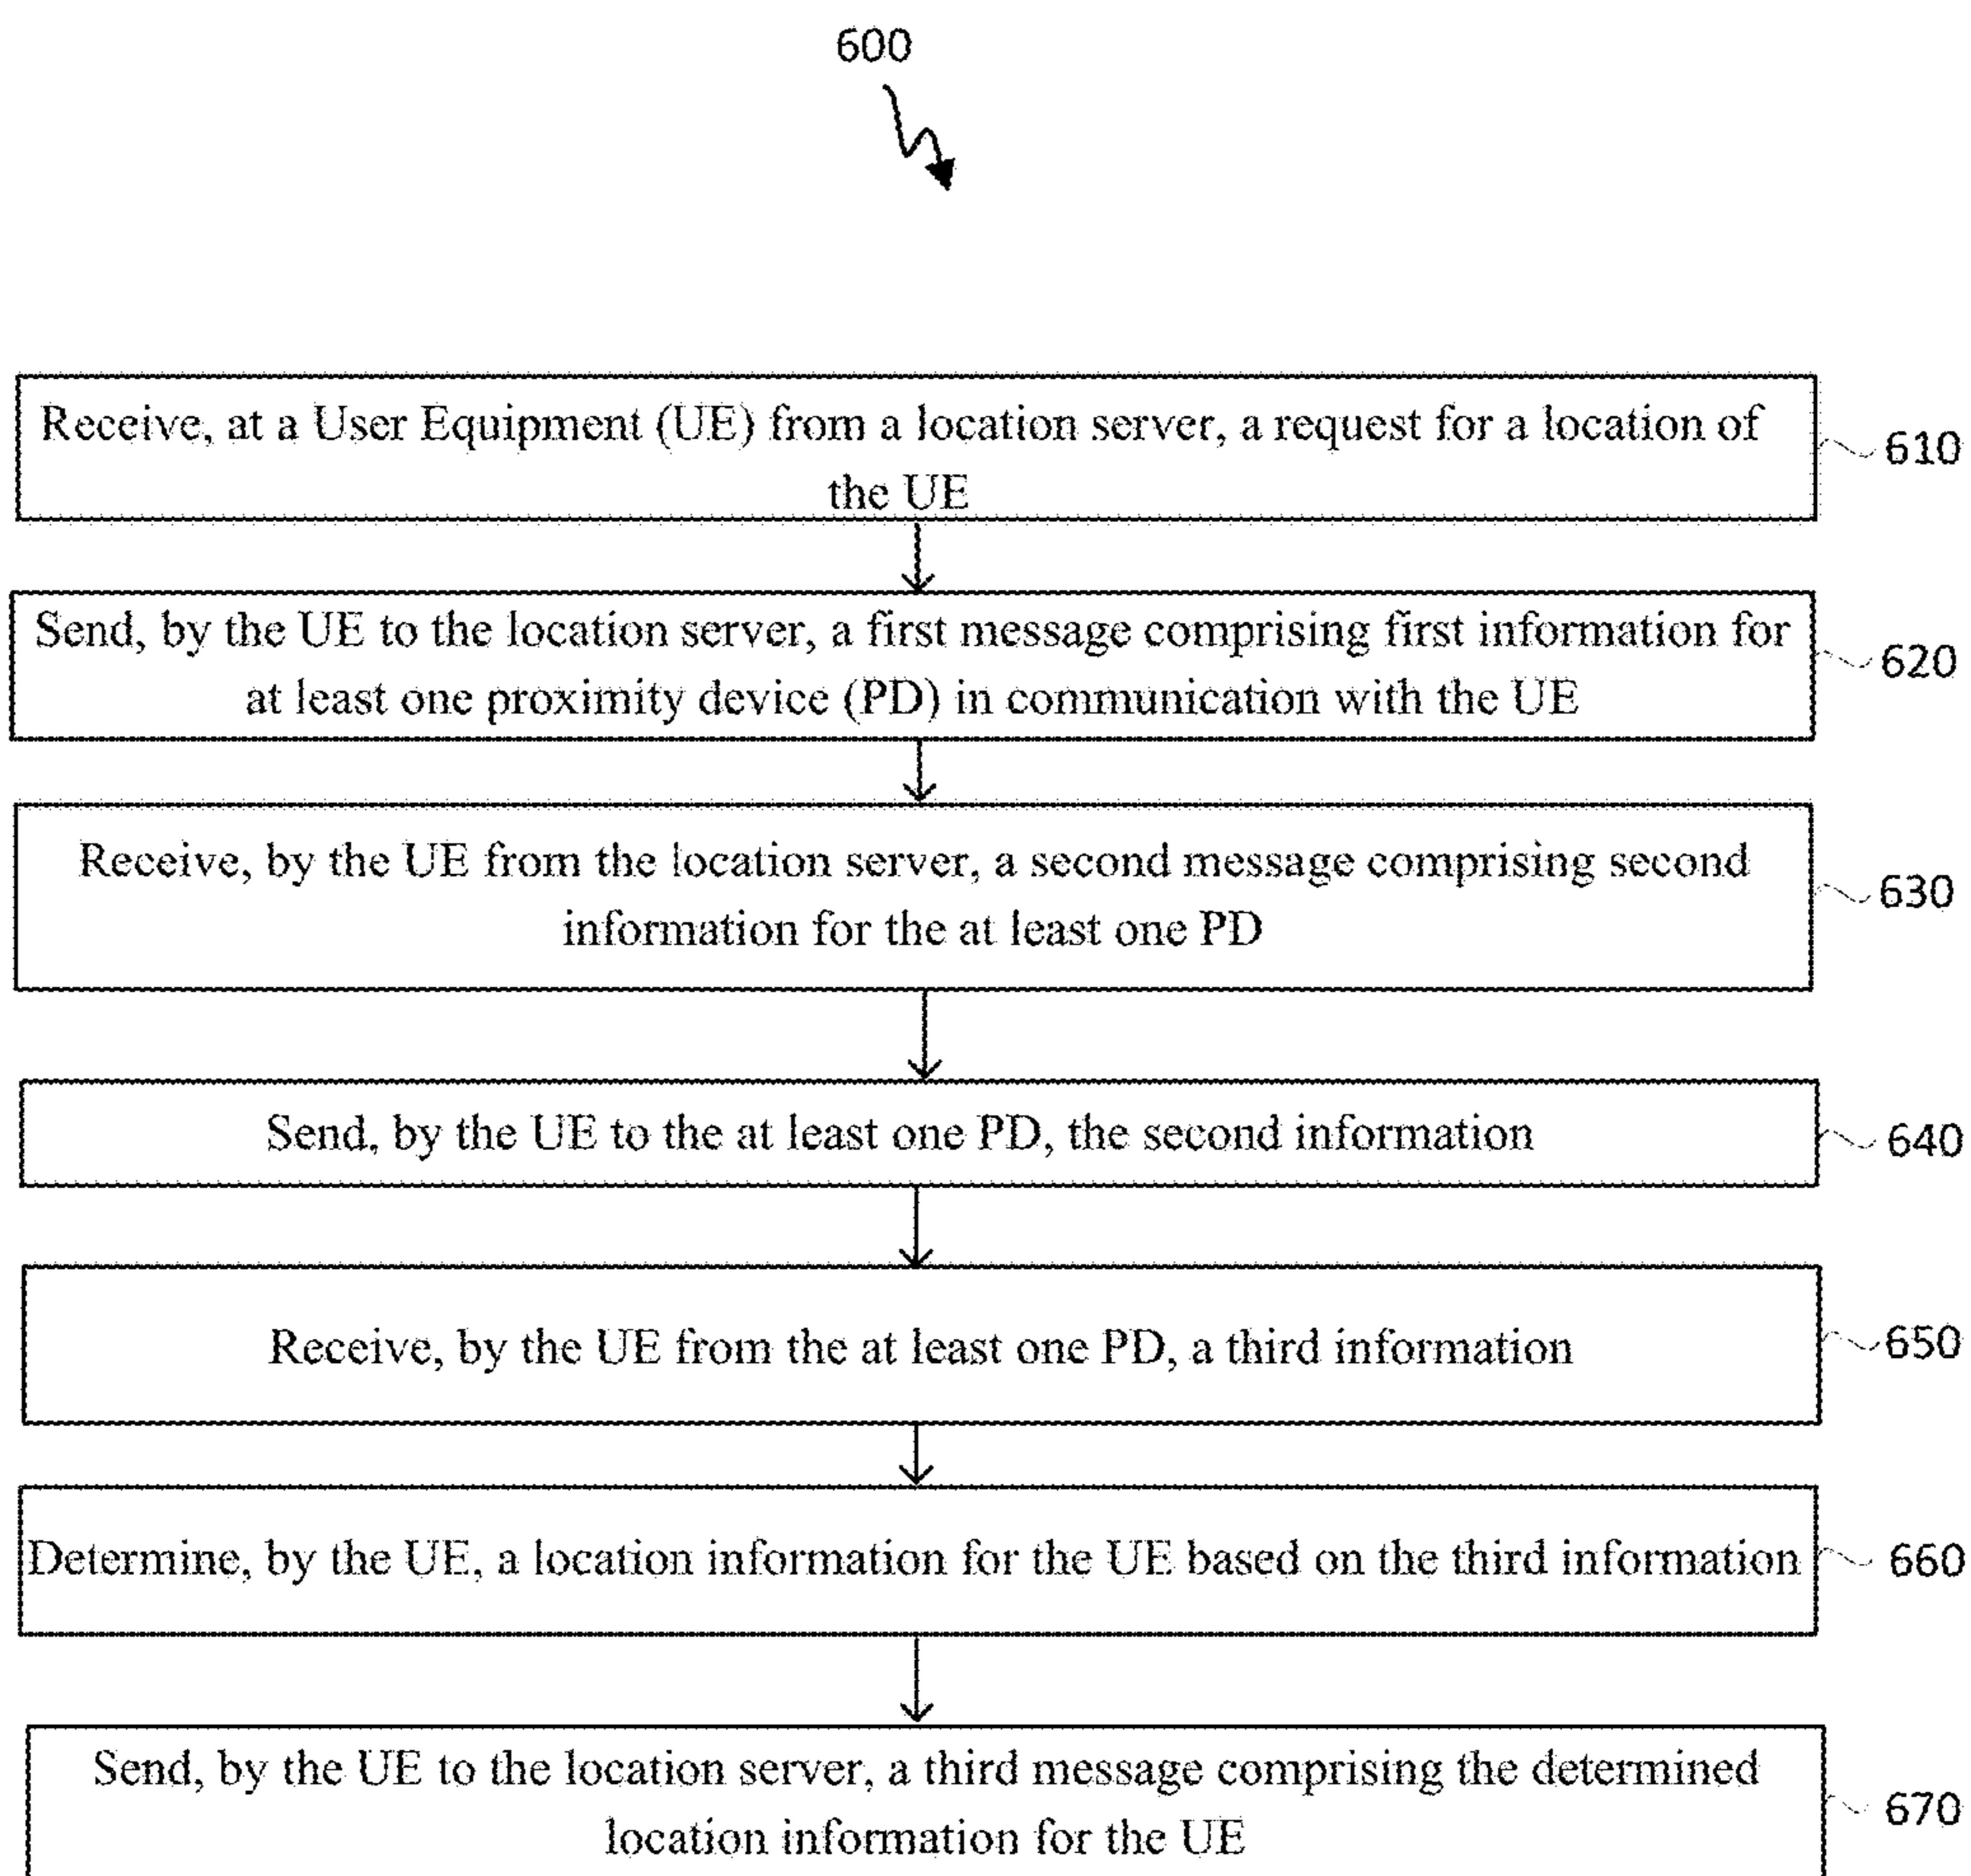 600
Receive, at a User Equipment (UE) from a location server, a request for a location of
the UE
610
Send, by the UE to the location server, a first message comprising first information for
at least one proximity device (PD) in communication with the UE
620
Receive, by the UE from the location server, a second message comprising second
information for the at least one PD
630
Send, by the UE to the at least one PD, the second information
640
Receive, by the UE from the at least one PD, a third information
650
Determine, by the UE, a location information for the UE based on the third information
660
Send, by the UE to the location server, a third message comprising the determined
location information for the UE
670